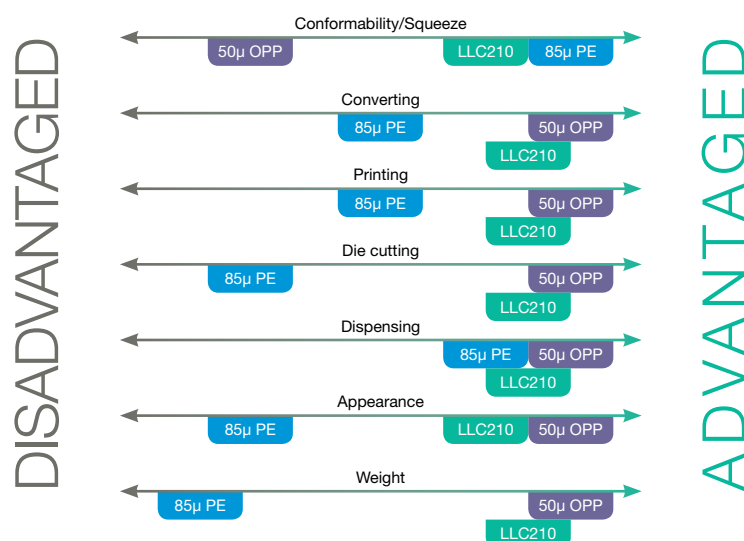 DISADVANTAGED
Conformability/Squeeze
50µ OPP LLC210 85µ PE
Converting
85µ PE 50µ OPP
LLC210
Printing
85µ PE 50µ OPP
LLC210
Die cutting
85µ PE 50µ OPP
LLC210
Dispensing
85µ PE 50µ OPP
LLC210
Appearance
85µ PE LLC210 50µ OPP
Weight
85µ PE 50µ OPP
LLC210
ADVANTAGED